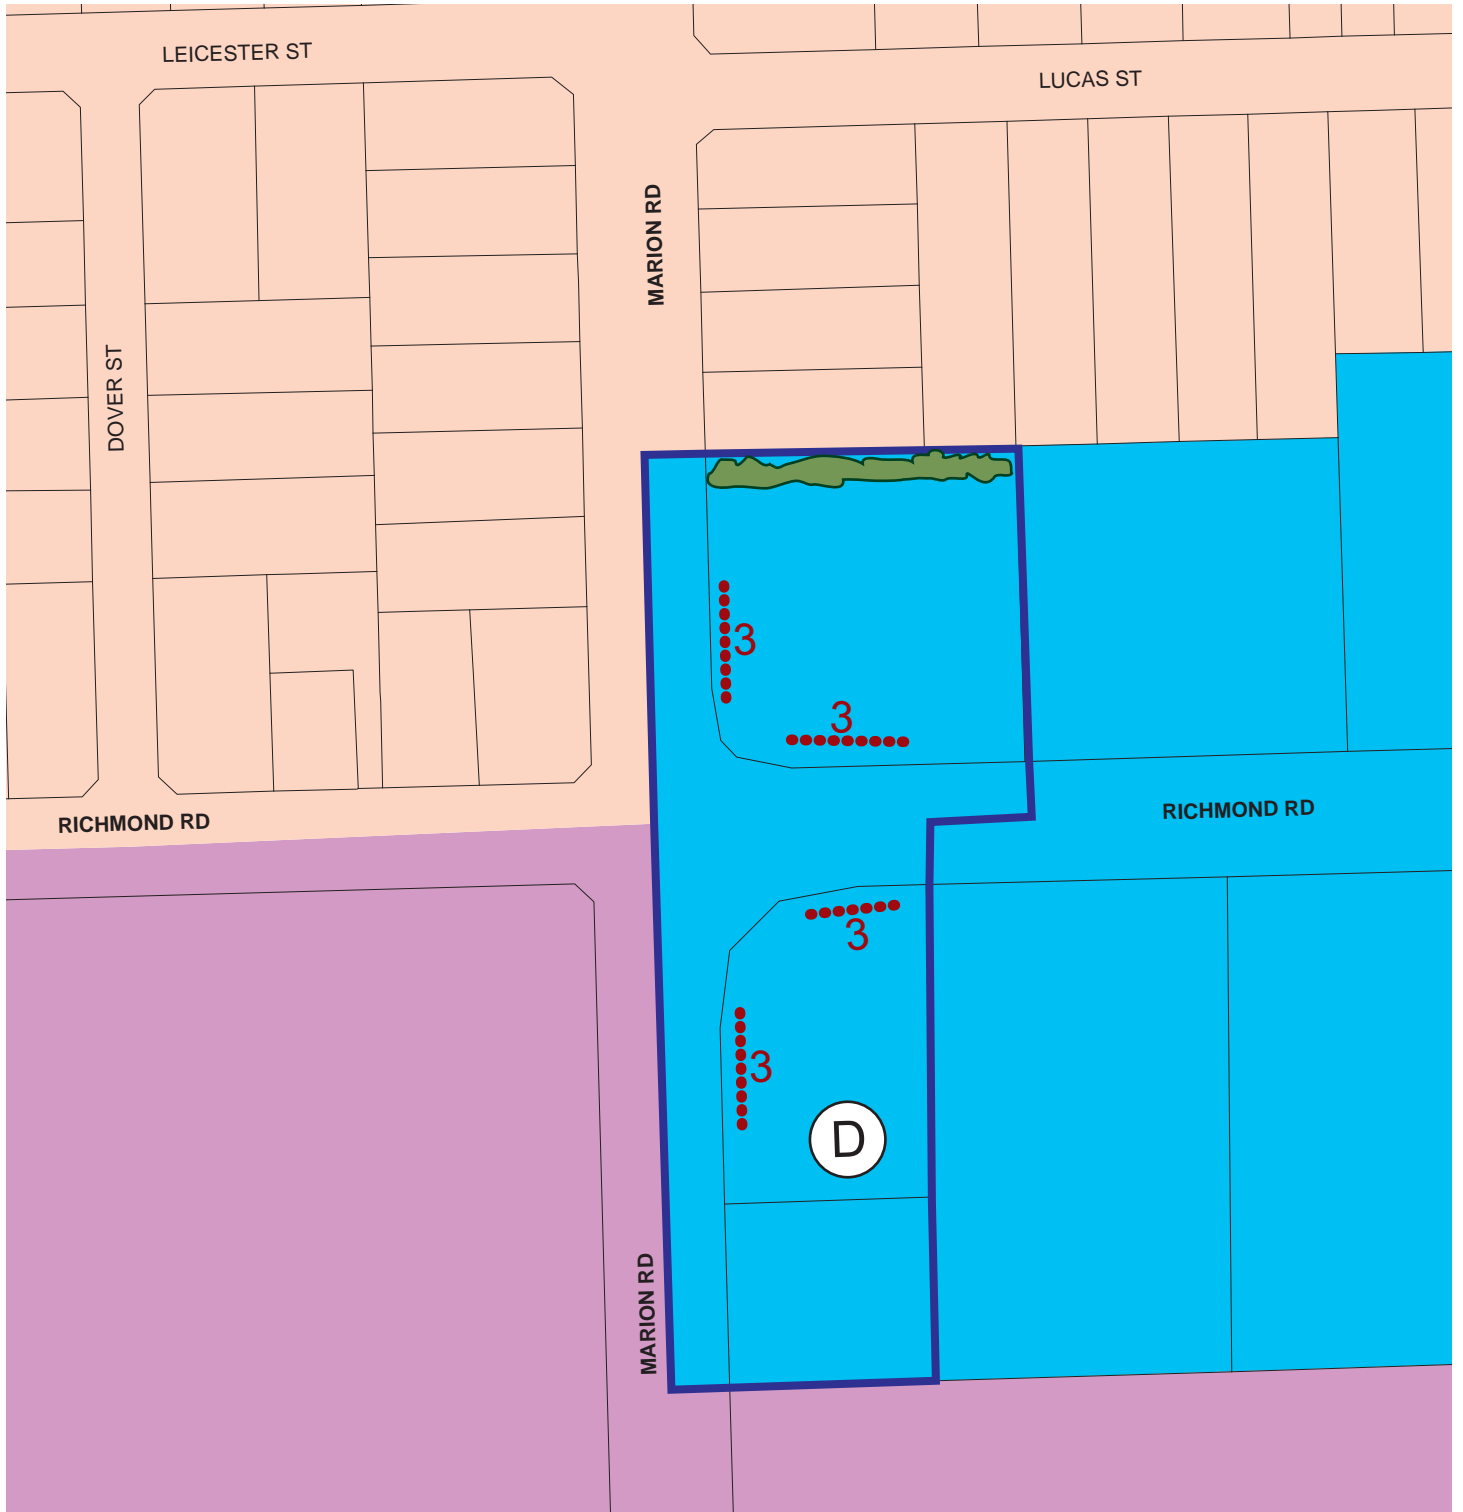 LEICESTER ST
LUCAS ST
MARION RD
DOVER ST
3
3
RICHMOND RD
RICHMOND RD
3
3
D
MARION RD